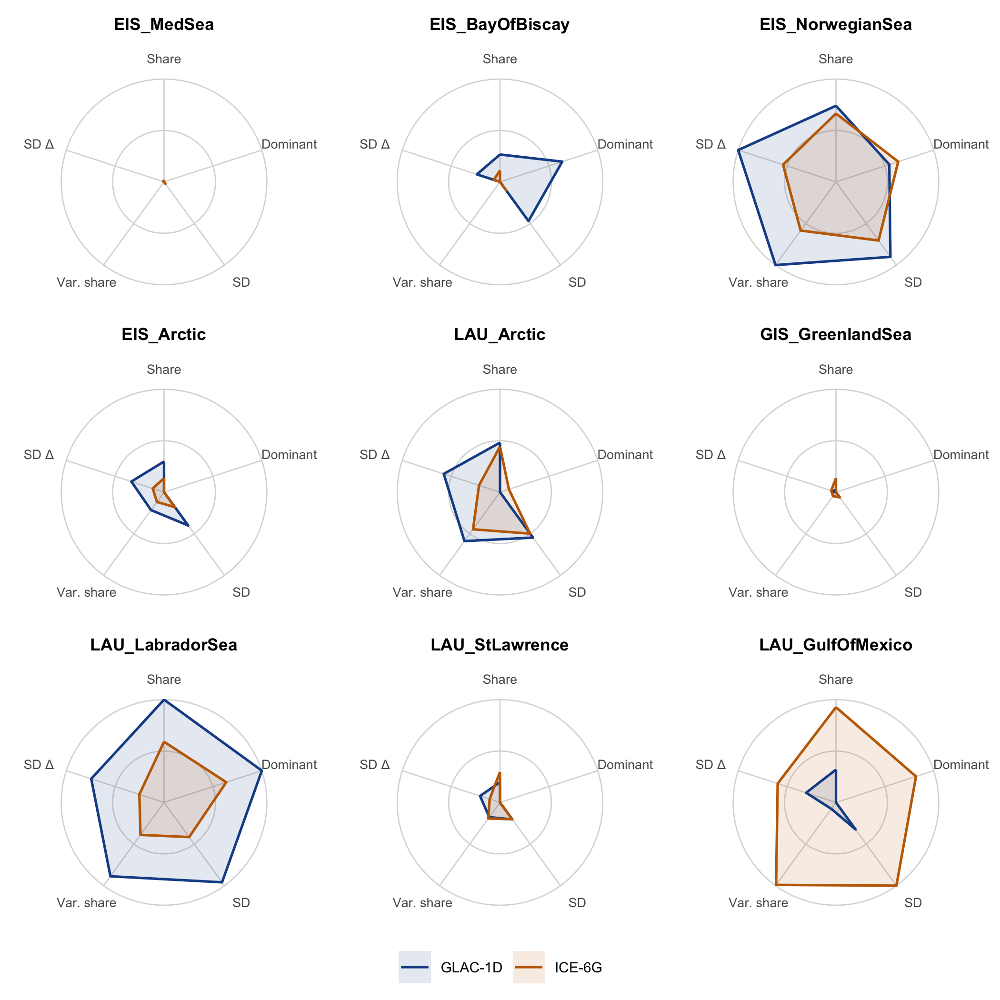 EIS_MedSea
EIS_BayOfBiscay
EIS_NorwegianSea
Share
Share
Share
SD Δ
Dominant
SD Δ
Dominant
SD Δ
Dominant
Var. share
SD
Var. share
SD
Var. share
SD
EIS_Arctic
LAU_Arctic
GIS_GreenlandSea
Share
Share
Share
SD Δ
Dominant
SD Δ
Dominant
SD Δ
Dominant
Var. share
SD
Var. share
SD
Var. share
SD
LAU_LabradorSea
LAU_StLawrence
LAU_GulfOfMexico
Share
Share
Share
SD Δ
Dominant
SD Δ
Dominant
SD Δ
Dominant
Var. share
SD
Var. share
SD
Var. share
SD
GLAC-1D
ICE-6G